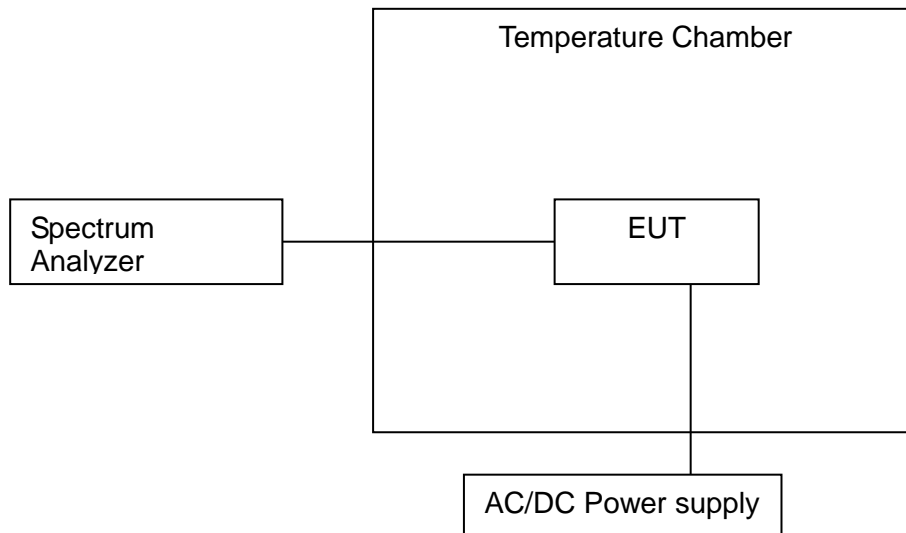 Temperature Chamber
Spectrum
Analyzer
EUT
AC/DC Power supply